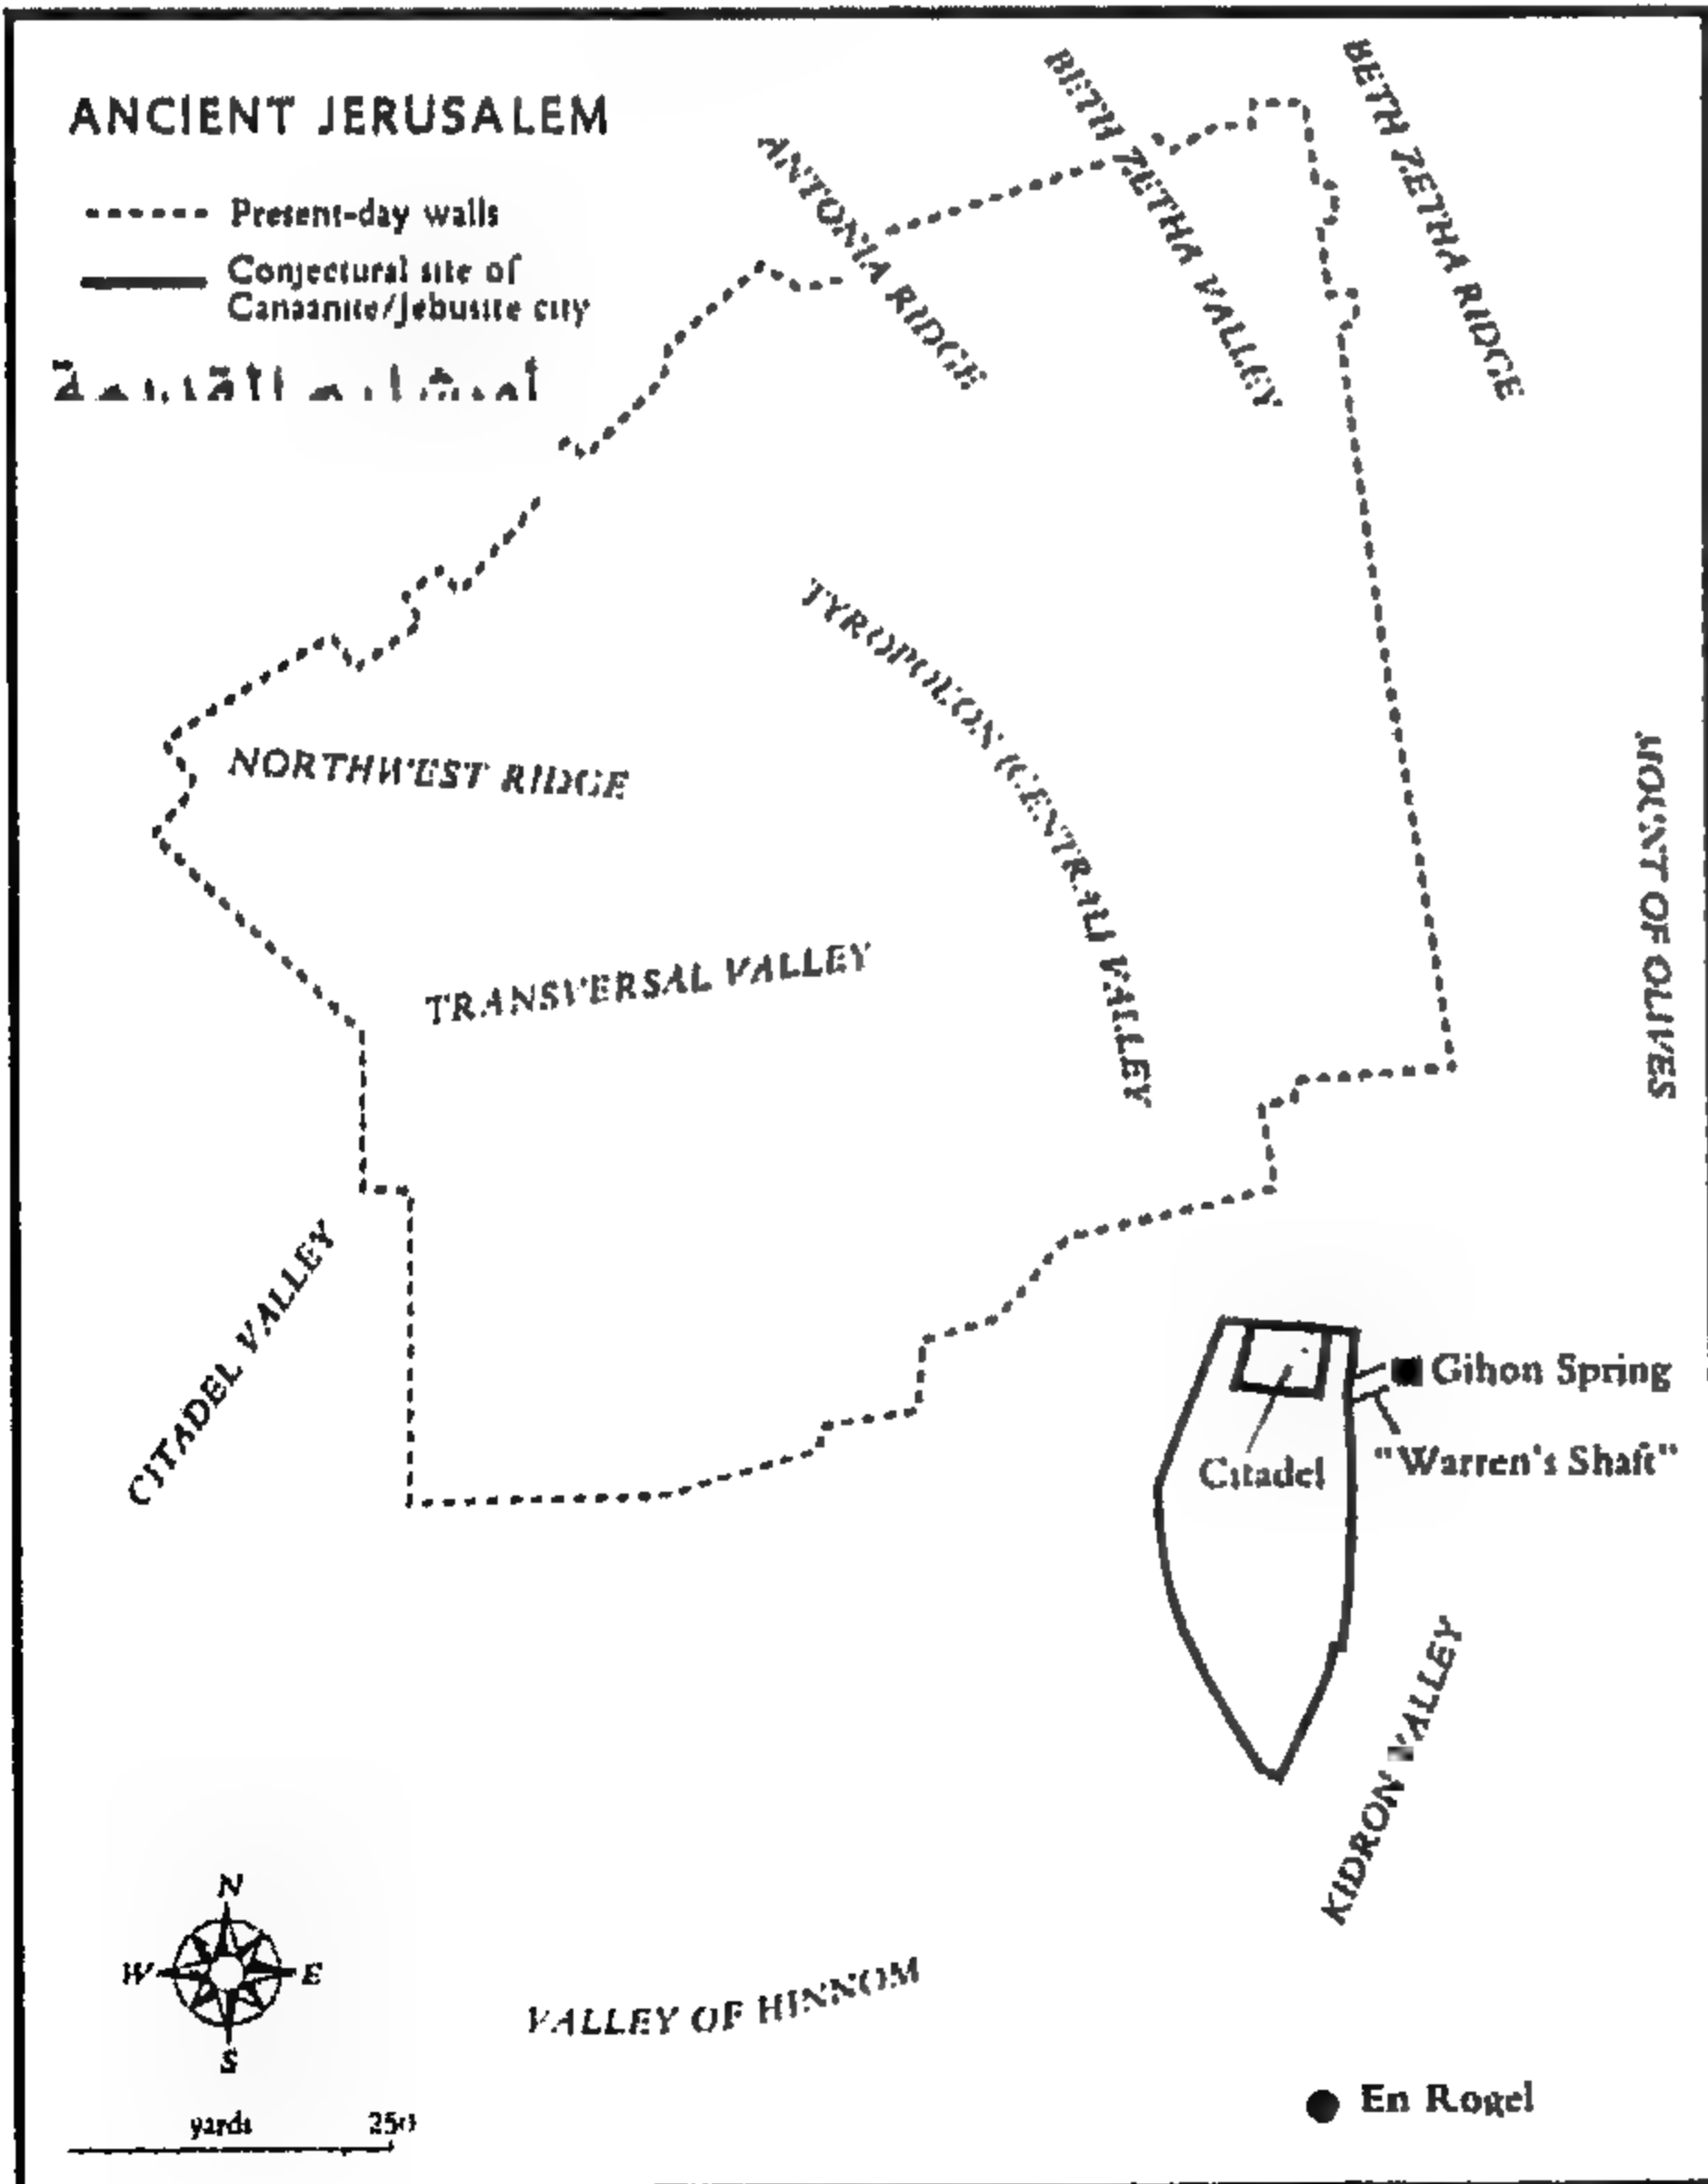 ANCIENT JERUSALEM
Present-day walls
Conjectural site of
Canaanite/Jebusite city
ANTONIA RIDGE
BETH ZETHA VALLEY
BETH ZETHA RIDGE
TYROPOEON (CENTRAL) VALLEY
NORTHWEST RIDGE
MOUNT OF OLIVES
TRANSVERSAL VALLEY
CITADEL VALLEY
Gihon Spring
Citadel
"Warren's Shaft"
KIDRON VALLEY
N
W
E
S
VALLEY OF HINNOM
yards 250
En Rogel